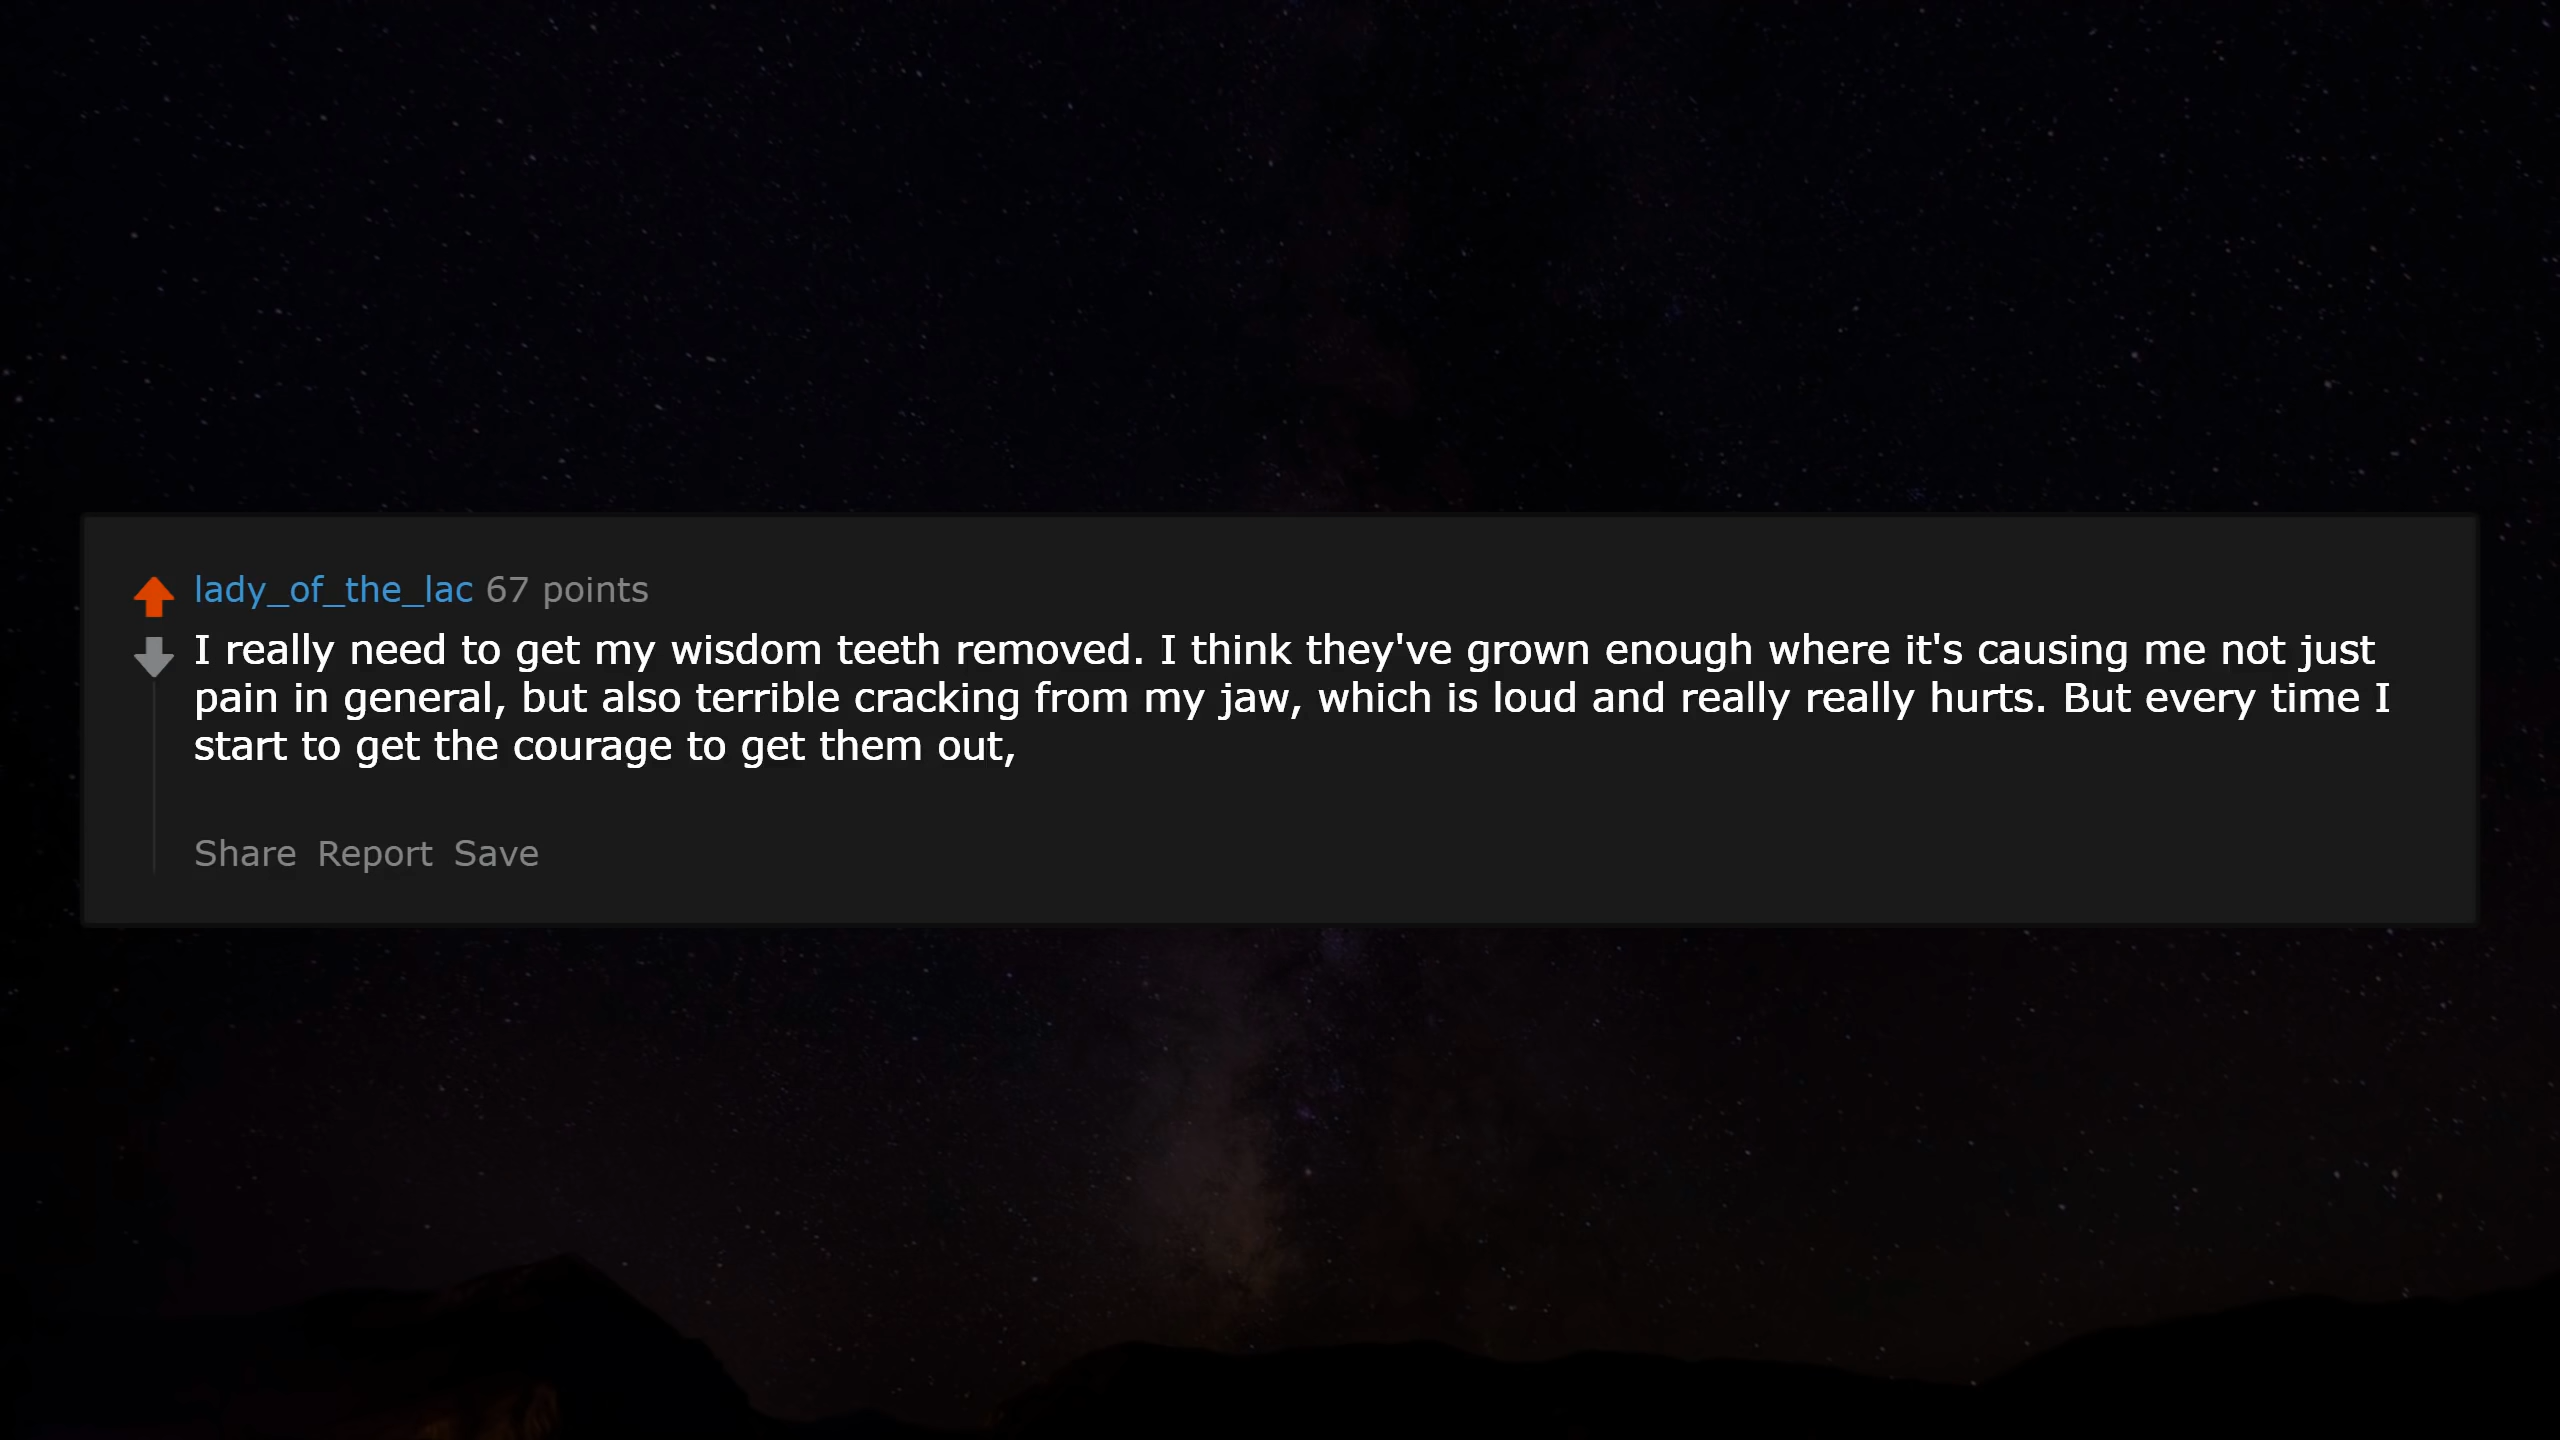 lady_of_the_lac 67 points
I really need to get my wisdom teeth removed. I think they've grown enough where it's causing me not just
pain in general, but also terrible cracking from my jaw, which is loud and really really hurts. But every time I
start to get the courage to get them out,
Share Report Save